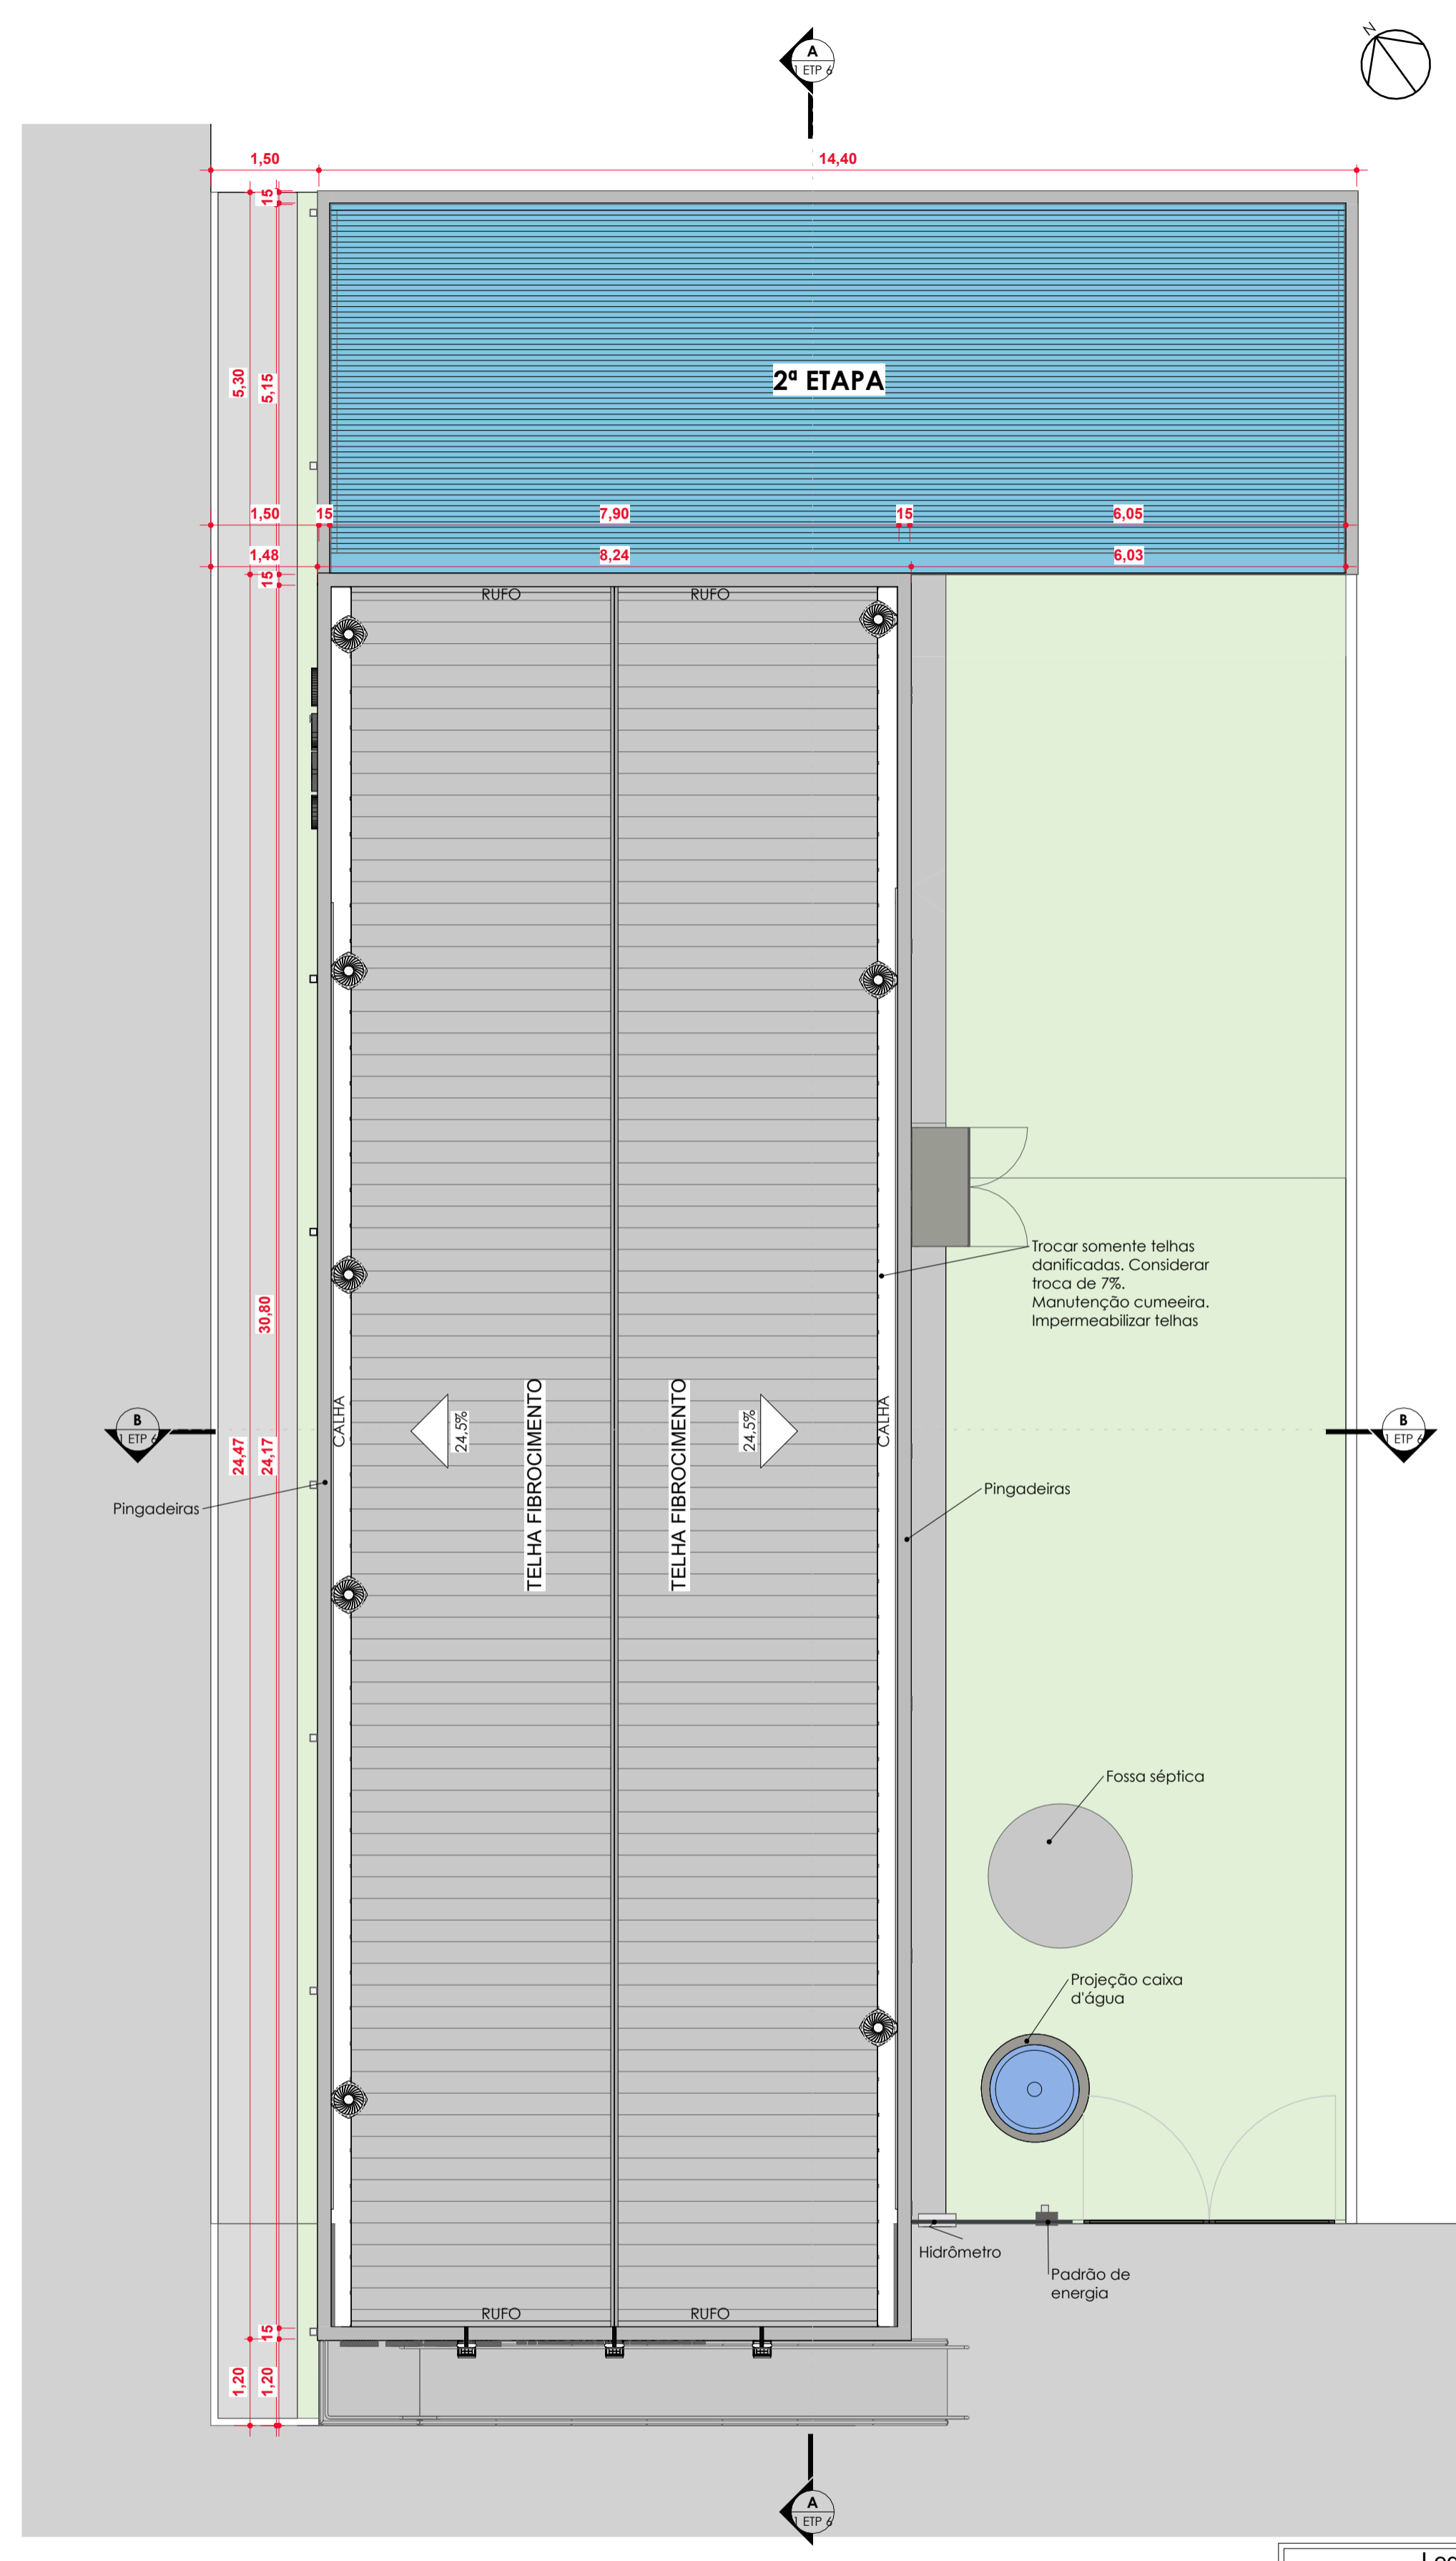 N
A
1 ETP 6
1,50
14,40
15
5,30
5,15
2ª ETAPA
1,50
15
7,90
15
6,05
1,48
8,24
6,03
15
RUFO
RUFO
Trocar somente telhas
danificadas. Considerar
troca de 7%.
Manutenção cumeeira.
Impermeabilizar telhas
30,80
CALHA
24,5%
TELHA FIBROCIMENTO
TELHA FIBROCIMENTO
24,5%
CALHA
B
1 ETP 6
B
1 ETP 6
24,47
24,17
Pingadeiras
Pingadeiras
Fossa séptica
Projeção caixa
d'água
Hidrômetro
Padrão de
energia
RUFO
RUFO
15
1,20
1,20
A
1 ETP 6